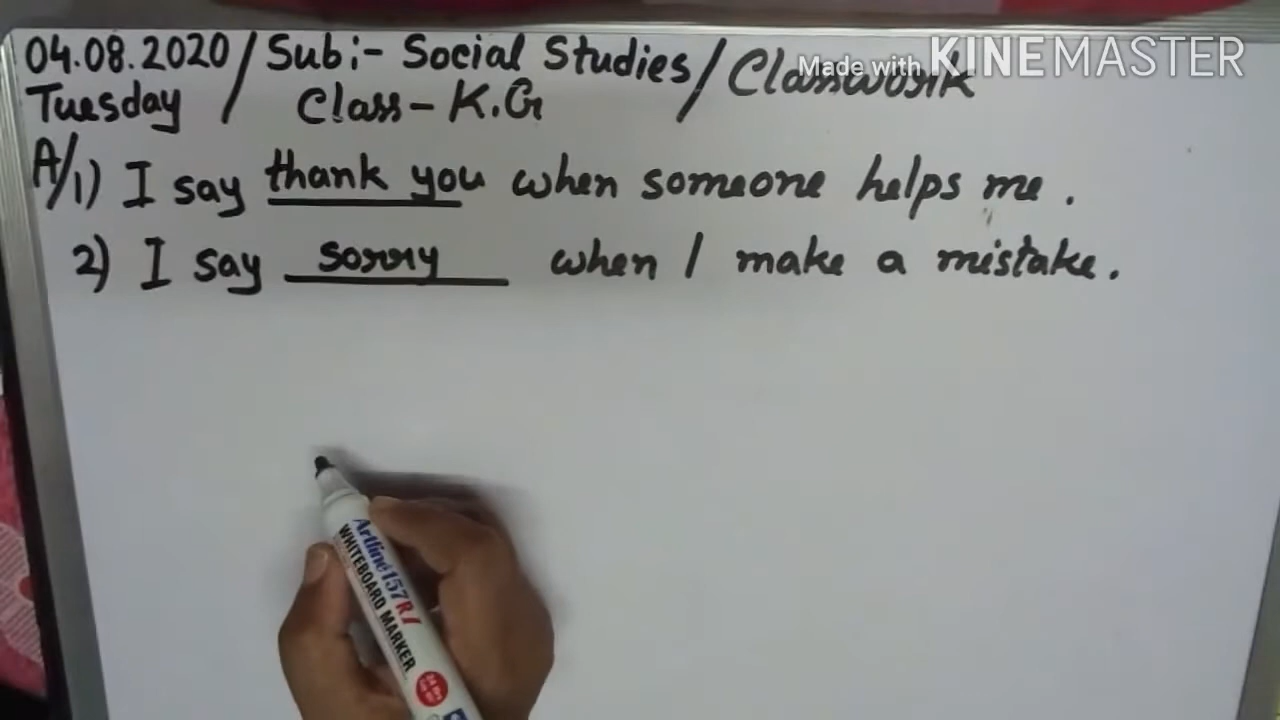 04.08.2020 / Sub:- Social Studies / Classwork
Tuesday / Class - K.G
A/1) I say thank you when someone helps me.
2) I say sorry when I make a mistake.
Made with KINEMASTER
Artline 157R
WHITEBOARD MARKER